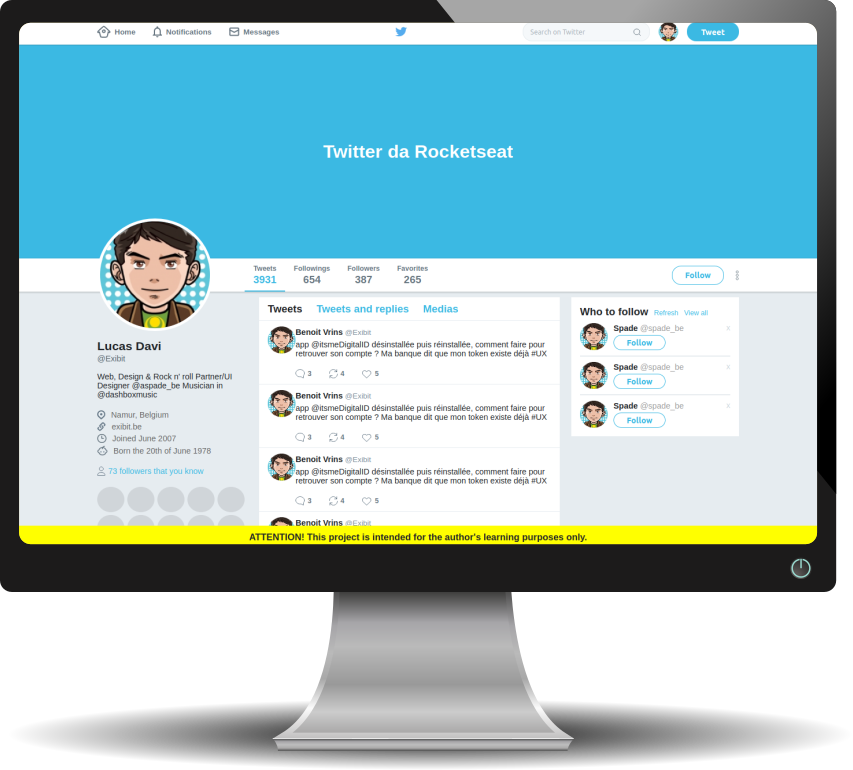 Home Notifications Messages Search on Twitter Tweet
Twitter da Rocketseat
Tweets Followings Followers Favorites
3931 654 387 265
Follow
Lucas Davi
@Exibit
Web, Design & Rock n' roll Partner/UI
Designer @aspade_be Musician in
@dashboxmusic
Namur, Belgium
exibit.be
Joined June 2007
Born the 20th of June 1978
73 followers that you know
Tweets Tweets and replies Medias
Benoit Vrins @Exibit
app @itsmeDigitalID désinstallée puis réinstallée, comment faire pour
retrouver son compte ? Ma banque dit que mon token existe déjà #UX
3 4 5
Benoit Vrins @Exibit
app @itsmeDigitalID désinstallée puis réinstallée, comment faire pour
retrouver son compte ? Ma banque dit que mon token existe déjà #UX
3 4 5
Benoit Vrins @Exibit
app @itsmeDigitalID désinstallée puis réinstallée, comment faire pour
retrouver son compte ? Ma banque dit que mon token existe déjà #UX
3 4 5
Benoit Vrins @Exibit
Who to follow Refresh View all
Spade @spade_be x
Follow
Spade @spade_be x
Follow
Spade @spade_be x
Follow
ATTENTION! This project is intended for the author's learning purposes only.